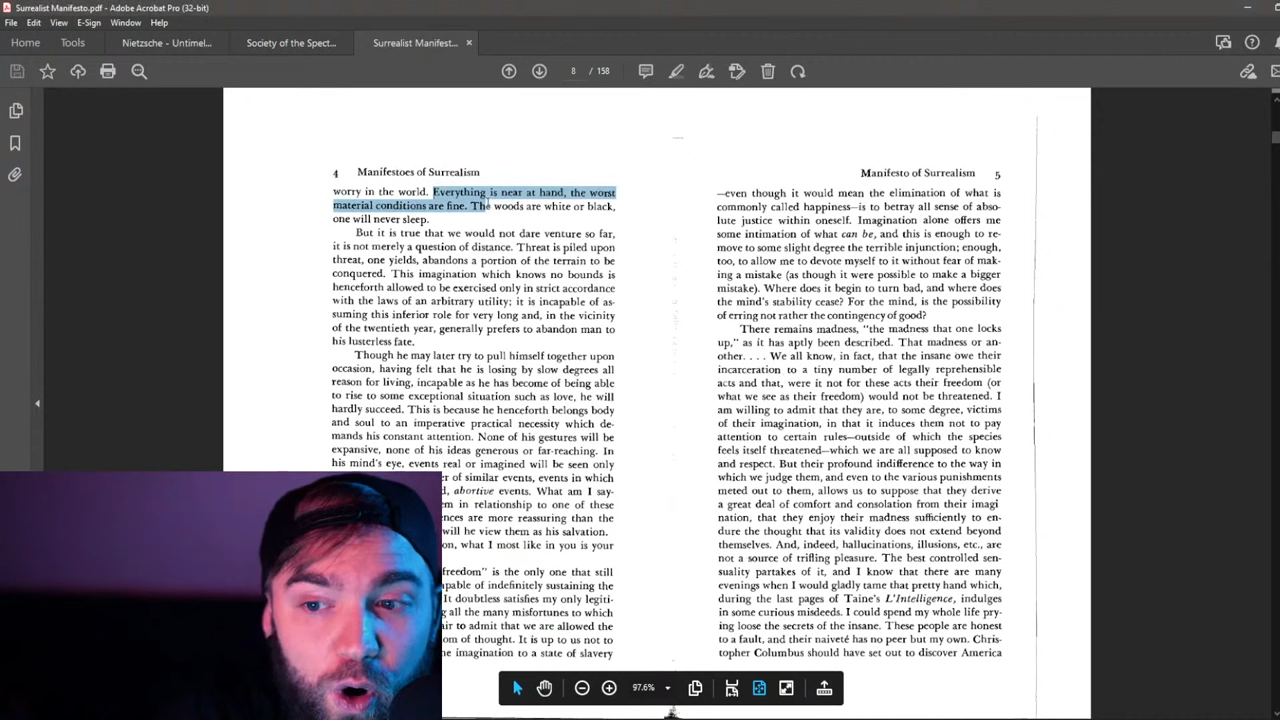 Surrealist Manifesto.pdf - Adobe Acrobat Pro (32-bit)
File Edit View E-Sign Window Help
Home Tools Nietzsche - Untimel... Society of the Spect... Surrealist Manifest... ×
8 / 158
4 Manifestoes of Surrealism
worry in the world. Everything is near at hand, the worst
material conditions are fine. The woods are white or black,
one will never sleep.
But it is true that we would not dare venture so far,
it is not merely a question of distance. Threat is piled upon
threat, one yields, abandons a portion of the terrain to be
conquered. This imagination which knows no bounds is
henceforth allowed to be exercised only in strict accordance
with the laws of an arbitrary utility; it is incapable of as-
suming this inferior role for very long and, in the vicinity
of the twentieth year, generally prefers to abandon man to
his lusterless fate.
Though he may later try to pull himself together upon
occasion, having felt that he is losing by slow degrees all
reason for living, incapable as he has become of being able
to rise to some exceptional situation such as love, he will
hardly succeed. This is because he henceforth belongs body
and soul to an imperative practical necessity which de-
mands his constant attention. None of his gestures will be
expansive, none of his ideas generous or far-reaching. In
his mind's eye, events real or imagined will be seen only
of similar events, events in which
abortive events. What am I say-
in relationship to one of these
are more reassuring than the
will he view them as his salvation.
what I most like in you is your
freedom" is the only one that still
of indefinitely sustaining the
It doubtless satisfies my only legiti-
all the many misfortunes to which
to admit that we are allowed the
of thought. It is up to us not to
imagination to a state of slavery
Manifesto of Surrealism 5
—even though it would mean the elimination of what is
commonly called happiness—is to betray all sense of abso-
lute justice within oneself. Imagination alone offers me
some intimation of what can be, and this is enough to re-
move to some slight degree the terrible injunction; enough,
too, to allow me to devote myself to it without fear of mak-
ing a mistake (as though it were possible to make a bigger
mistake). Where does it begin to turn bad, and where does
the mind's stability cease? For the mind, is the possibility
of erring not rather the contingency of good?
There remains madness, "the madness that one locks
up," as it has aptly been described. That madness or an-
other. . . . We all know, in fact, that the insane owe their
incarceration to a tiny number of legally reprehensible
acts and that, were it not for these acts their freedom (or
what we see as their freedom) would not be threatened. I
am willing to admit that they are, to some degree, victims
of their imagination, in that it induces them not to pay
attention to certain rules—outside of which the species
feels itself threatened—which we are all supposed to know
and respect. But their profound indifference to the way in
which we judge them, and even to the various punishments
meted out to them, allows us to suppose that they derive
a great deal of comfort and consolation from their imagi
nation, that they enjoy their madness sufficiently to en-
dure the thought that its validity does not extend beyond
themselves. And, indeed, hallucinations, illusions, etc., are
not a source of trifling pleasure. The best controlled sen-
suality partakes of it, and I know that there are many
evenings when I would gladly tame that pretty hand which,
during the last pages of Taine's L'Intelligence, indulges
in some curious misdeeds. I could spend my whole life pry-
ing loose the secrets of the insane. These people are honest
to a fault, and their naiveté has no peer but my own. Chris-
topher Columbus should have set out to discover America
97.6%